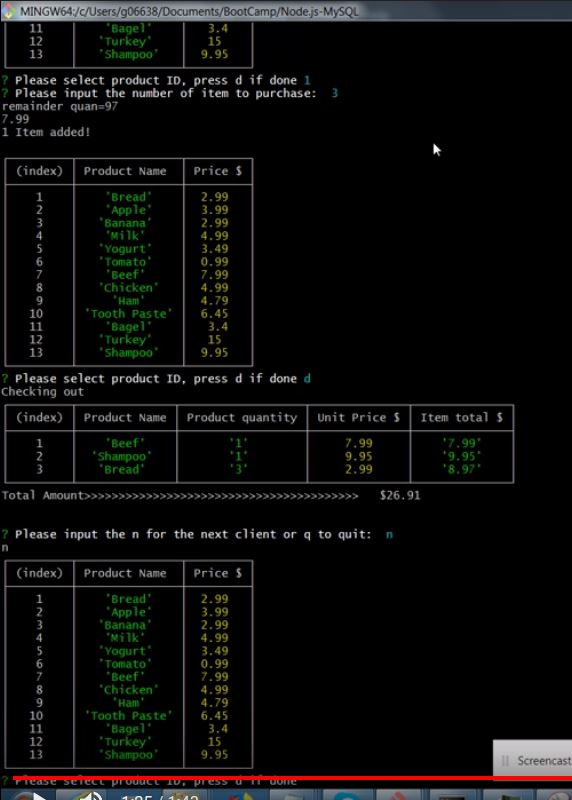 MINGW64:/c/Users/g06638/Documents/BootCamp/Node.js-MySQL
11 'Bagel' 3.4
12 'Turkey' 15
13 'Shampoo' 9.95
? Please select product ID, press d if done 1
? Please input the number of item to purchase: 3
remainder quan=97
7.99
1 Item added!
(index) Product Name Price $
1 'Bread' 2.99
2 'Apple' 3.99
3 'Banana' 2.99
4 'Milk' 4.99
5 'Yogurt' 3.49
6 'Tomato' 0.99
7 'Beef' 7.99
8 'Chicken' 4.99
9 'Ham' 4.79
10 'Tooth Paste' 6.45
11 'Bagel' 3.4
12 'Turkey' 15
13 'Shampoo' 9.95
? Please select product ID, press d if done d
Checking out
(index) Product Name Product quantity Unit Price $ Item total $
1 'Beef' '1' 7.99 '7.99'
2 'Shampoo' '1' 9.95 '9.95'
3 'Bread' '3' 2.99 '8.97'
Total Amount>>>>>>>>>>>>>>>>>>>>>>>>>>>>>>>>>>>>>>>> $26.91
? Please input the n for the next client or q to quit: n
n
(index) Product Name Price $
1 'Bread' 2.99
2 'Apple' 3.99
3 'Banana' 2.99
4 'Milk' 4.99
5 'Yogurt' 3.49
6 'Tomato' 0.99
7 'Beef' 7.99
8 'Chicken' 4.99
9 'Ham' 4.79
10 'Tooth Paste' 6.45
11 'Bagel' 3.4
12 'Turkey' 15
13 'Shampoo' 9.95
Screencast
? Please select product ID, press d if done